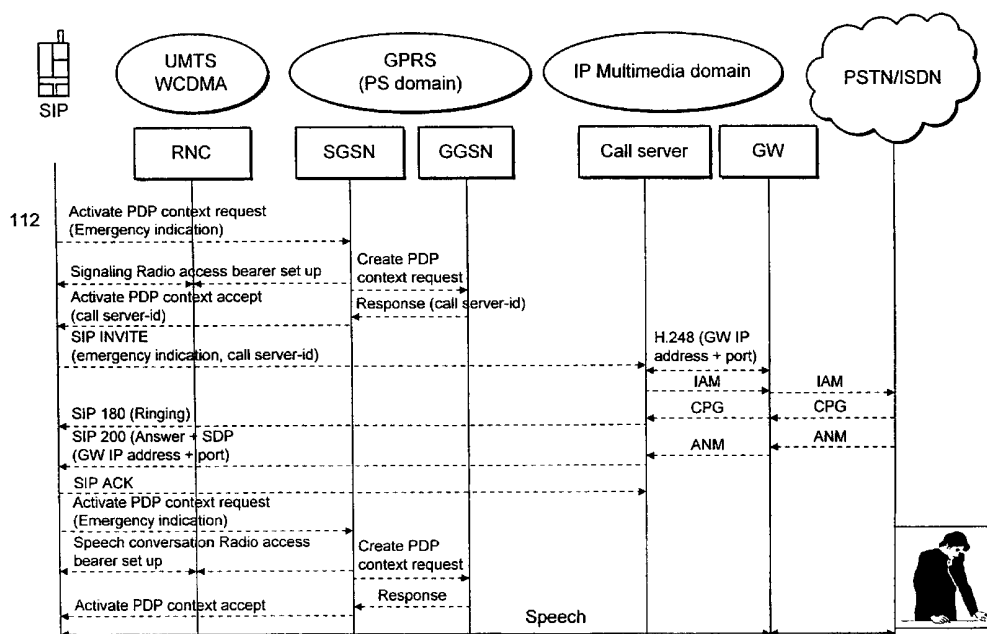 UMTS
WCDMA
GPRS
(PS domain)
IP Multimedia domain
PSTN/ISDN
SIP
RNC
SGSN
GGSN
Call server
GW
112
Activate PDP context request
(Emergency indication)
Signaling Radio access bearer set up
Create PDP
context request
Activate PDP context accept
(call server-id)
Response (call server-id)
SIP INVITE
(emergency indication, call server-id)
H.248 (GW IP
address + port)
IAM
IAM
SIP 180 (Ringing)
CPG
CPG
SIP 200 (Answer + SDP
(GW IP address + port)
ANM
ANM
SIP ACK
Activate PDP context request
(Emergency indication)
Speech conversation Radio access
bearer set up
Create PDP
context request
Response
Activate PDP context accept
Speech